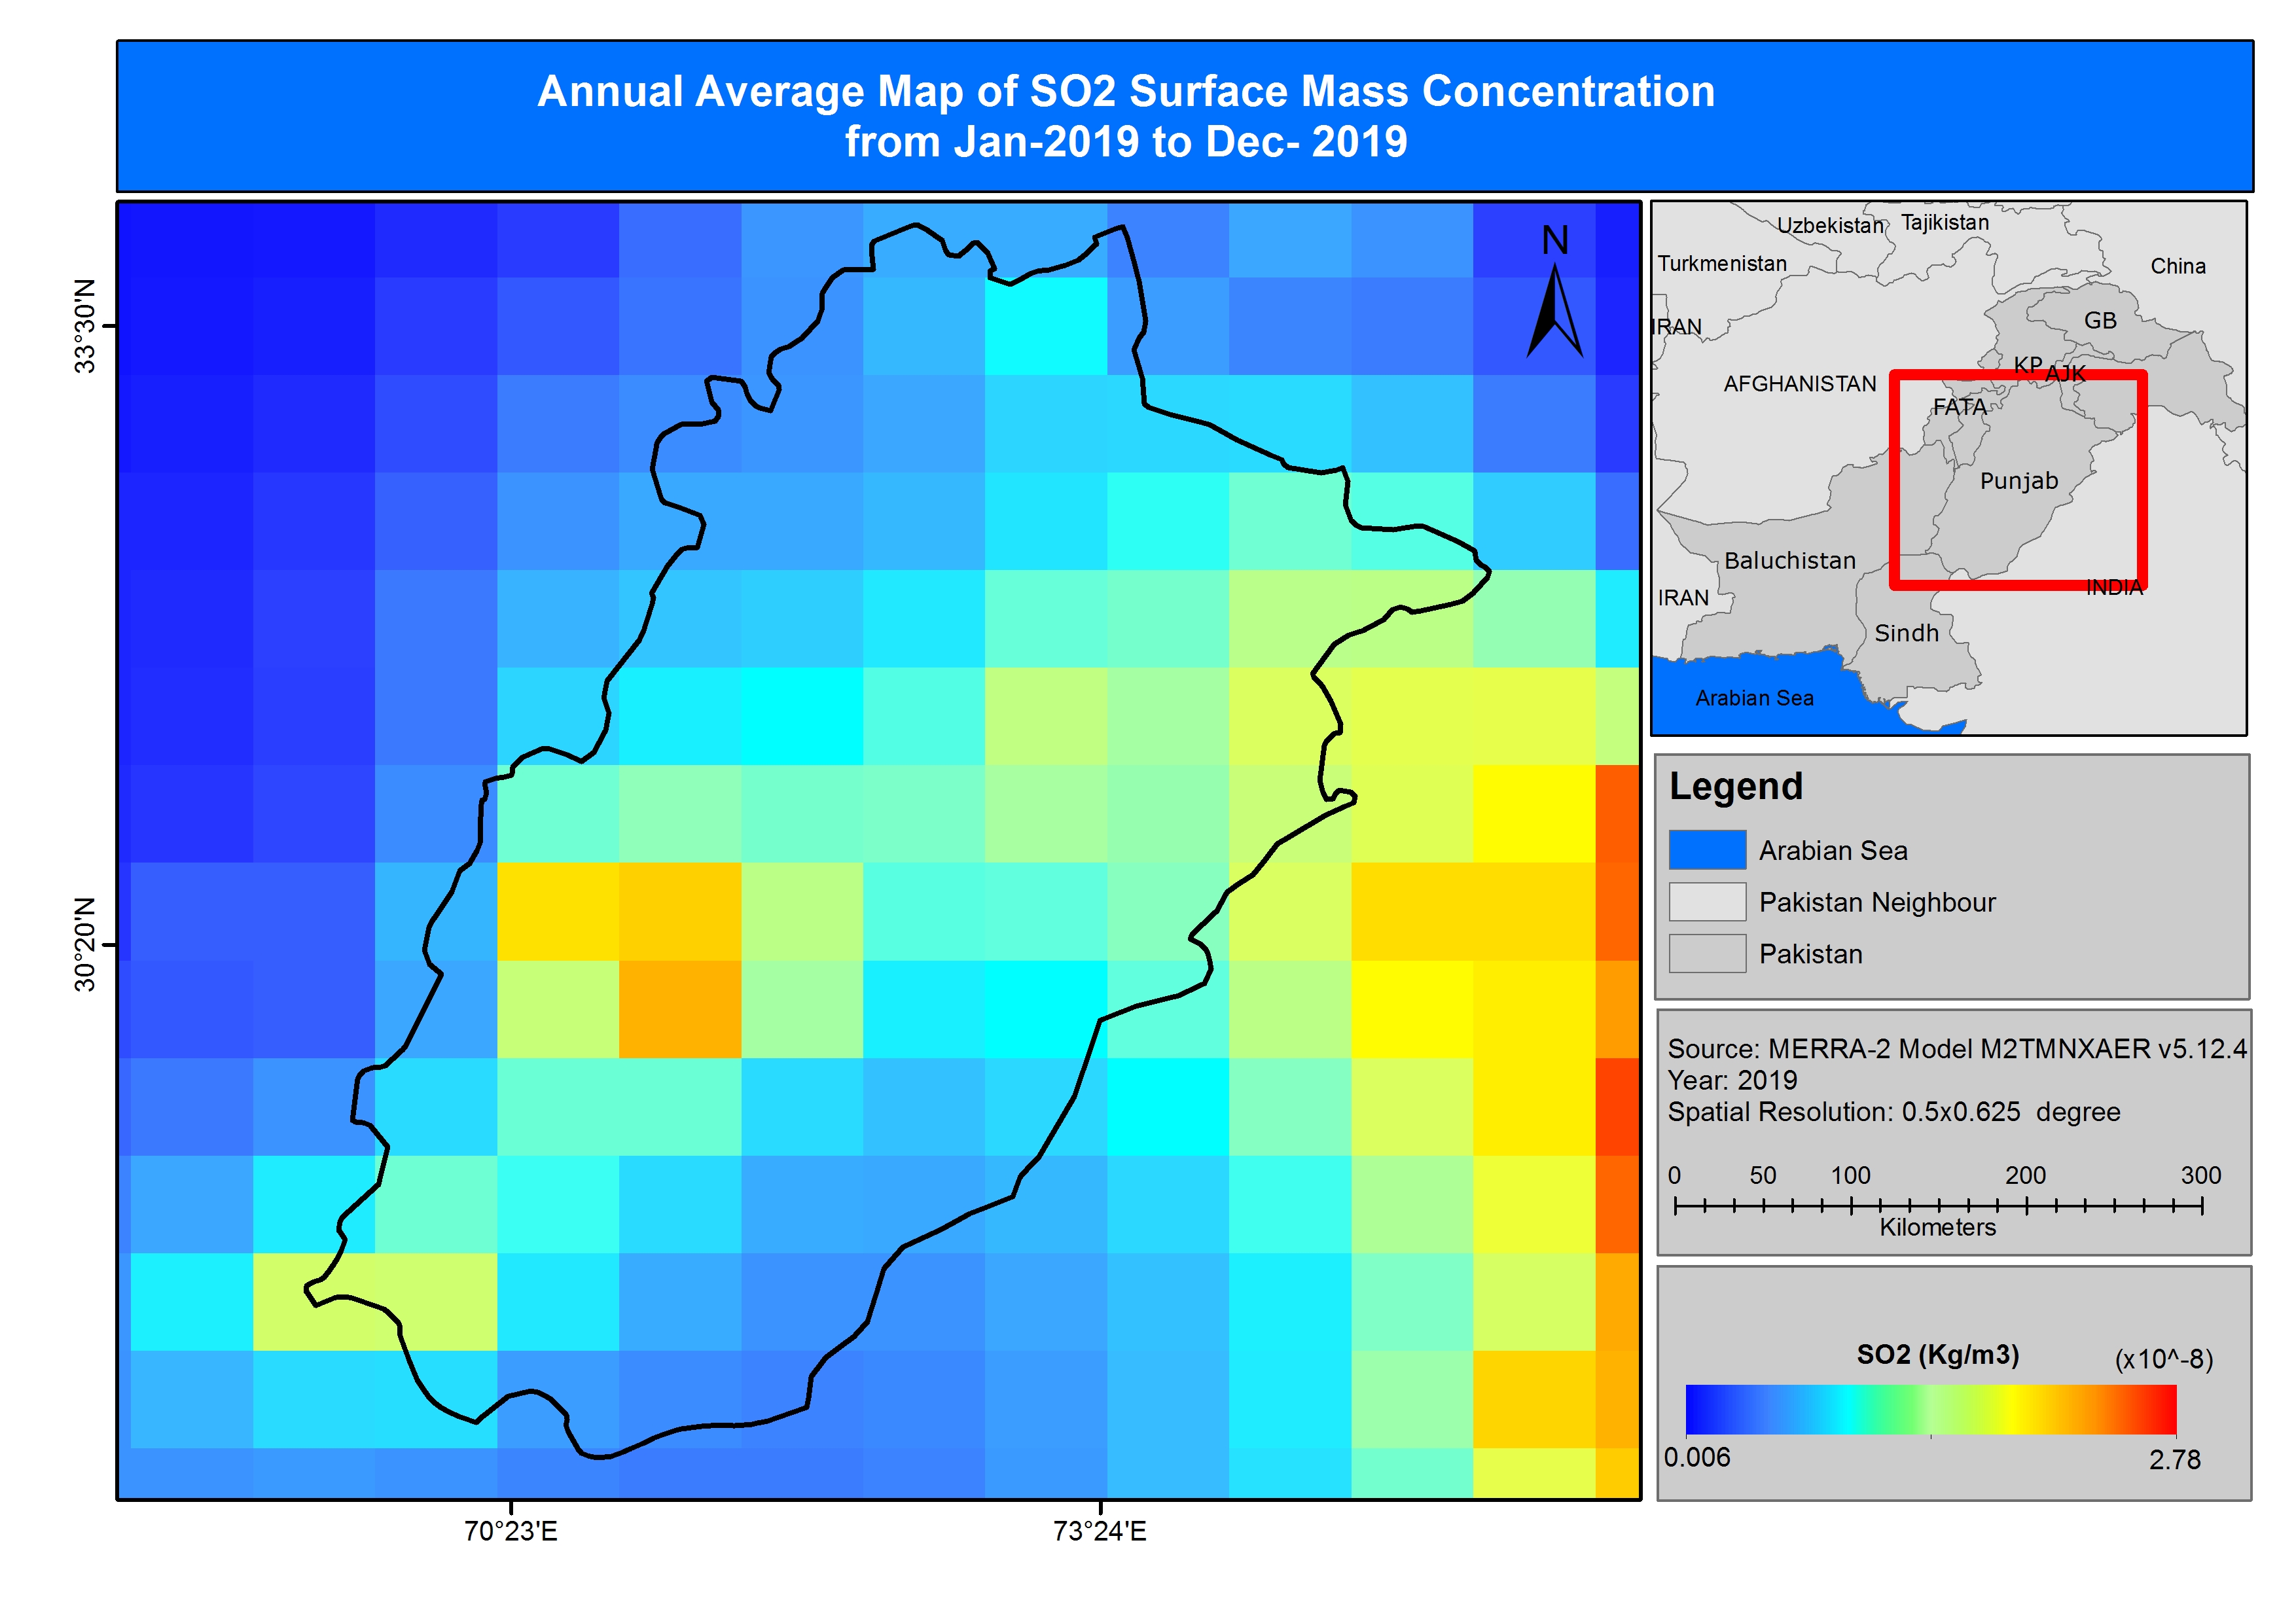 Annual Average Map of SO2 Surface Mass Concentration
from Jan-2019 to Dec- 2019
N
33°30'N
30°20'N
70°23'E
73°24'E
Uzbekistan
Tajikistan
Turkmenistan
China
IRAN
GB
KP
AJK
AFGHANISTAN
FATA
Punjab
Baluchistan
INDIA
IRAN
Sindh
Arabian Sea
Legend
Arabian Sea
Pakistan Neighbour
Pakistan
Source: MERRA-2 Model M2TMNXAER v5.12.4
Year: 2019
Spatial Resolution: 0.5x0.625 degree
0 50 100 200 300
Kilometers
SO2 (Kg/m3) (x10^-8)
0.006 2.78